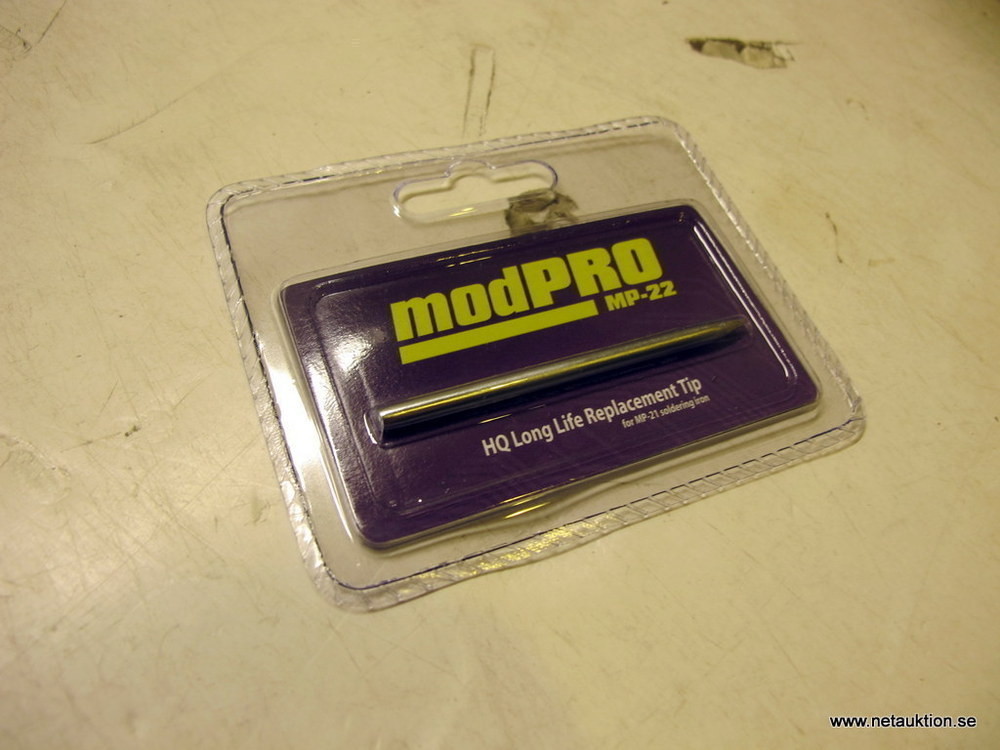 modPRO
MP-22
HQ Long Life Replacement Tip
for MP-21 soldering iron
www.netauktion.se